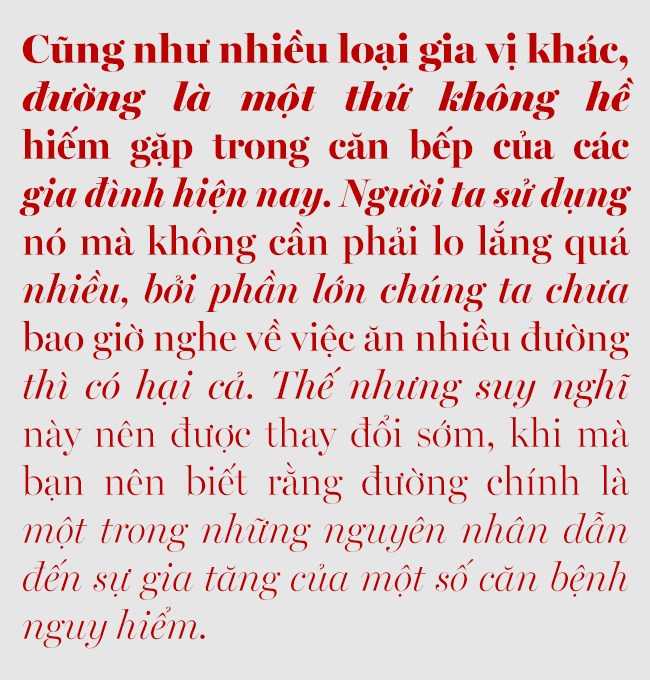 Cũng như nhiều loại gia vị khác,
đường là một thứ không hề
hiếm gặp trong căn bếp của các
gia đình hiện nay. Người ta sử dụng
nó mà không cần phải lo lắng quá
nhiều, bởi phần lớn chúng ta chưa
bao giờ nghe về việc ăn nhiều đường
thì có hại cả. Thế nhưng suy nghĩ
này nên được thay đổi sớm, khi mà
bạn nên biết rằng đường chính là
một trong những nguyên nhân dẫn
đến sự gia tăng của một số căn bệnh
nguy hiểm.